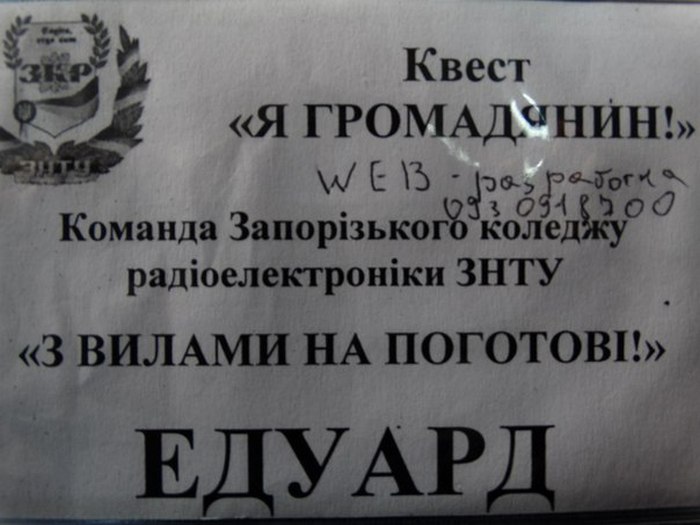 ЗКР
ЗНТУ
Квест
«Я ГРОМАДЯНИН!»
WEB - разработка
093 0918700
Команда Запорізького коледжу
радіоелектроніки ЗНТУ
«З ВИЛАМИ НА ПОГОТОВІ!»
ЕДУАРД